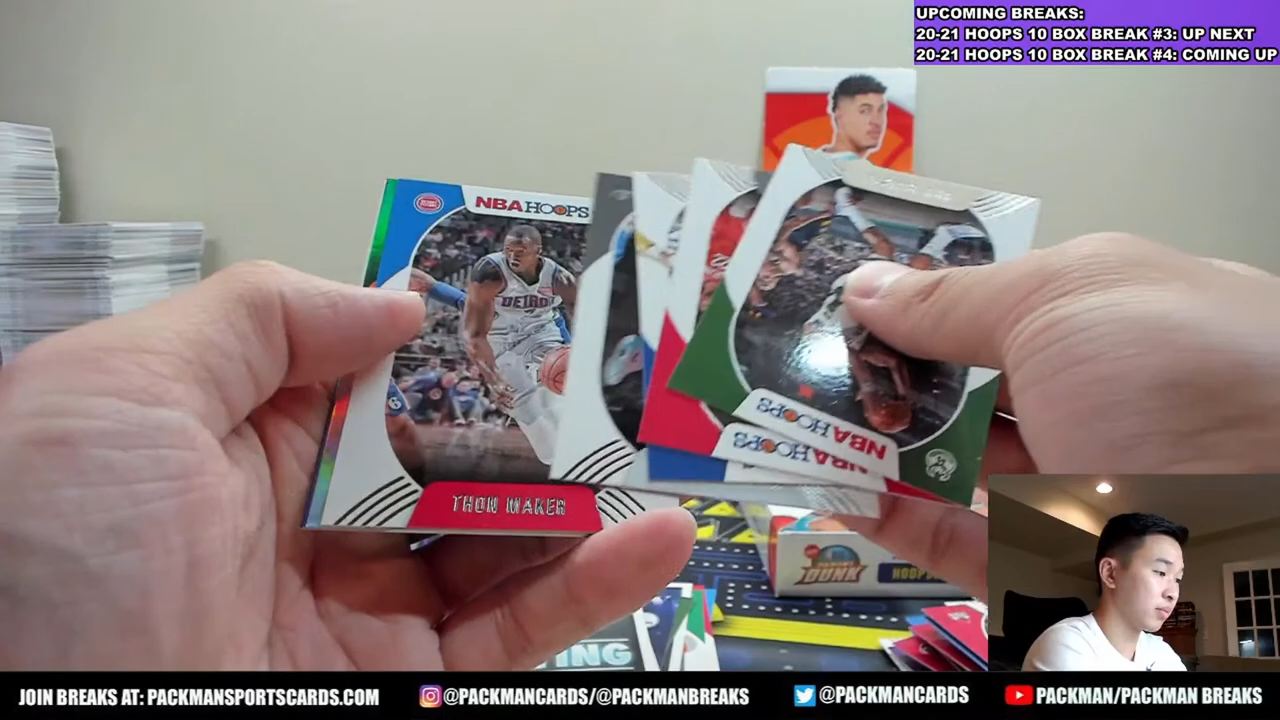 UPCOMING BREAKS:
20-21 HOOPS 10 BOX BREAK #3: UP NEXT
20-21 HOOPS 10 BOX BREAK #4: COMING UP
NBA HOOPS
DETROI
THON MAKER
NBA HOOPS
NBA HOOPS
DUNK
JOIN BREAKS AT: PACKMANSPORTSCARDS.COM
@PACKMANCARDS/@PACKMANBREAKS
@PACKMANCARDS
PACKMAN/PACKMAN BREAKS